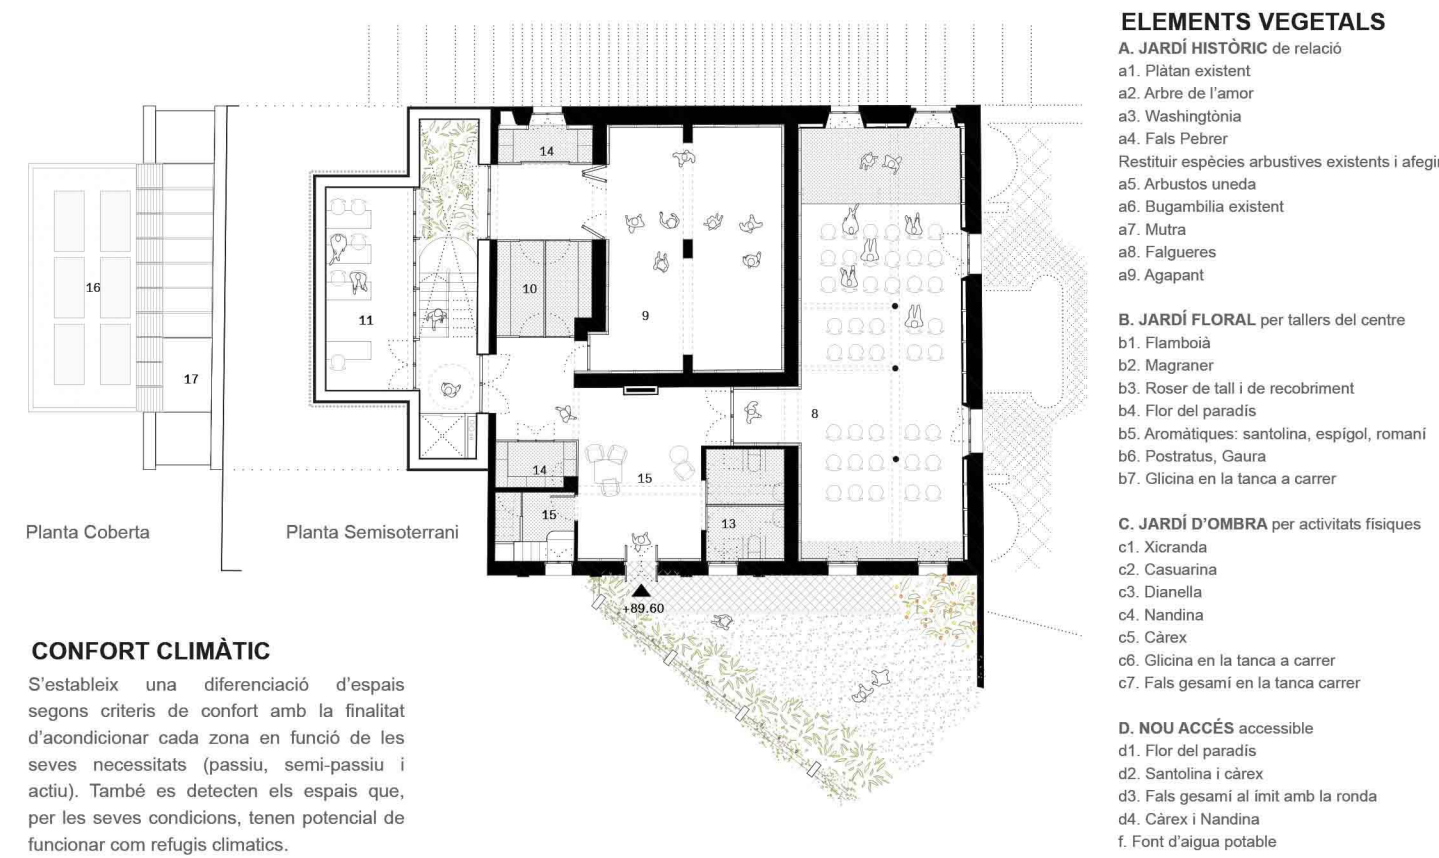 14
10
11
9
16
17
8
14
15
15
13
+89.60
Planta Coberta
Planta Semisoterrani
CONFORT CLIMÀTIC
S'estableix una diferenciació d'espais
segons criteris de confort amb la finalitat
d'acondicionar cada zona en funció de les
seves necessitats (passiu, semi-passiu i
actiu). També es detecten els espais que,
per les seves condicions, tenen potencial de
funcionar com refugis climatics.
ELEMENTS VEGETALS
A. JARDÍ HISTÒRIC de relació
a1. Plàtan existent
a2. Arbre de l'amor
a3. Washingtònia
a4. Fals Pebrer
Restituir espècies arbustives existents i afegir
a5. Arbustos uneda
a6. Bugambilia existent
a7. Mutra
a8. Falgueres
a9. Agapant
B. JARDÍ FLORAL per tallers del centre
b1. Flamboià
b2. Magraner
b3. Roser de tall i de recobriment
b4. Flor del paradís
b5. Aromàtiques: santolina, espígol, romaní
b6. Postratus, Gaura
b7. Glicina en la tanca a carrer
C. JARDÍ D'OMBRA per activitats físiques
c1. Xicranda
c2. Casuarina
c3. Dianella
c4. Nandina
c5. Càrex
c6. Glicina en la tanca a carrer
c7. Fals gesamí en la tanca carrer
D. NOU ACCÉS accessible
d1. Flor del paradís
d2. Santolina i càrex
d3. Fals gesamí al ímit amb la ronda
d4. Càrex i Nandina
f. Font d'aigua potable